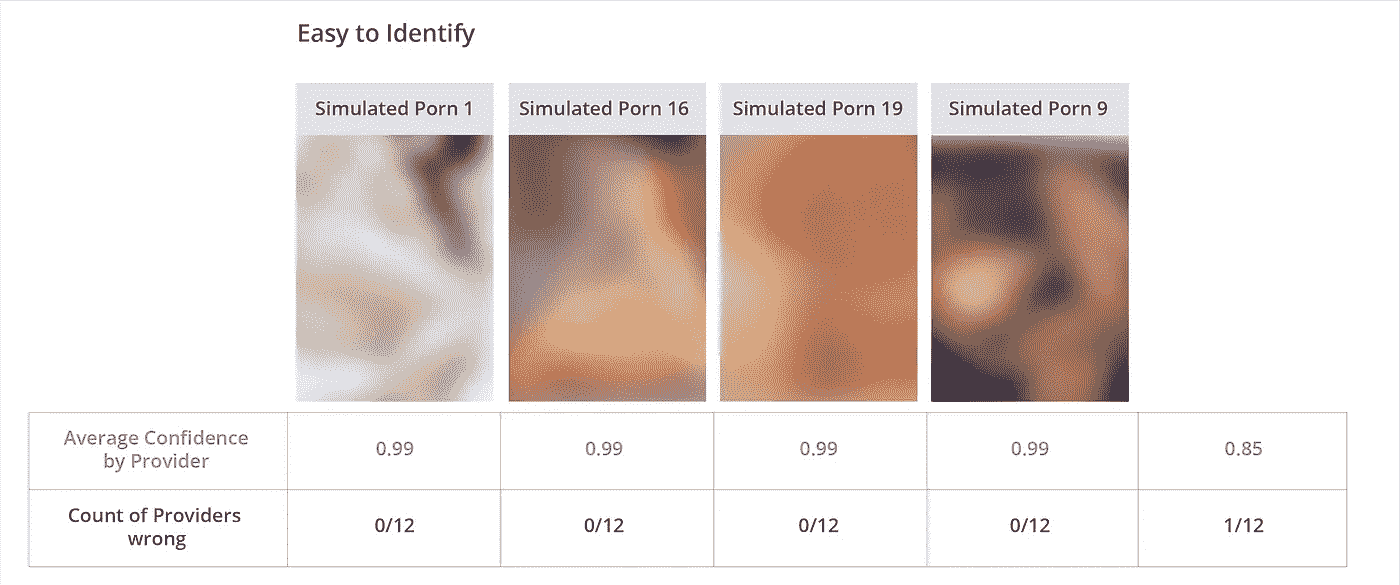 Easy to Identify
Simulated Porn 1
Simulated Porn 16
Simulated Porn 19
Simulated Porn 9
Average Confidence
by Provider
0.99
0.99
0.99
0.99
0.85
Count of Providers
wrong
0/12
0/12
0/12
0/12
1/12